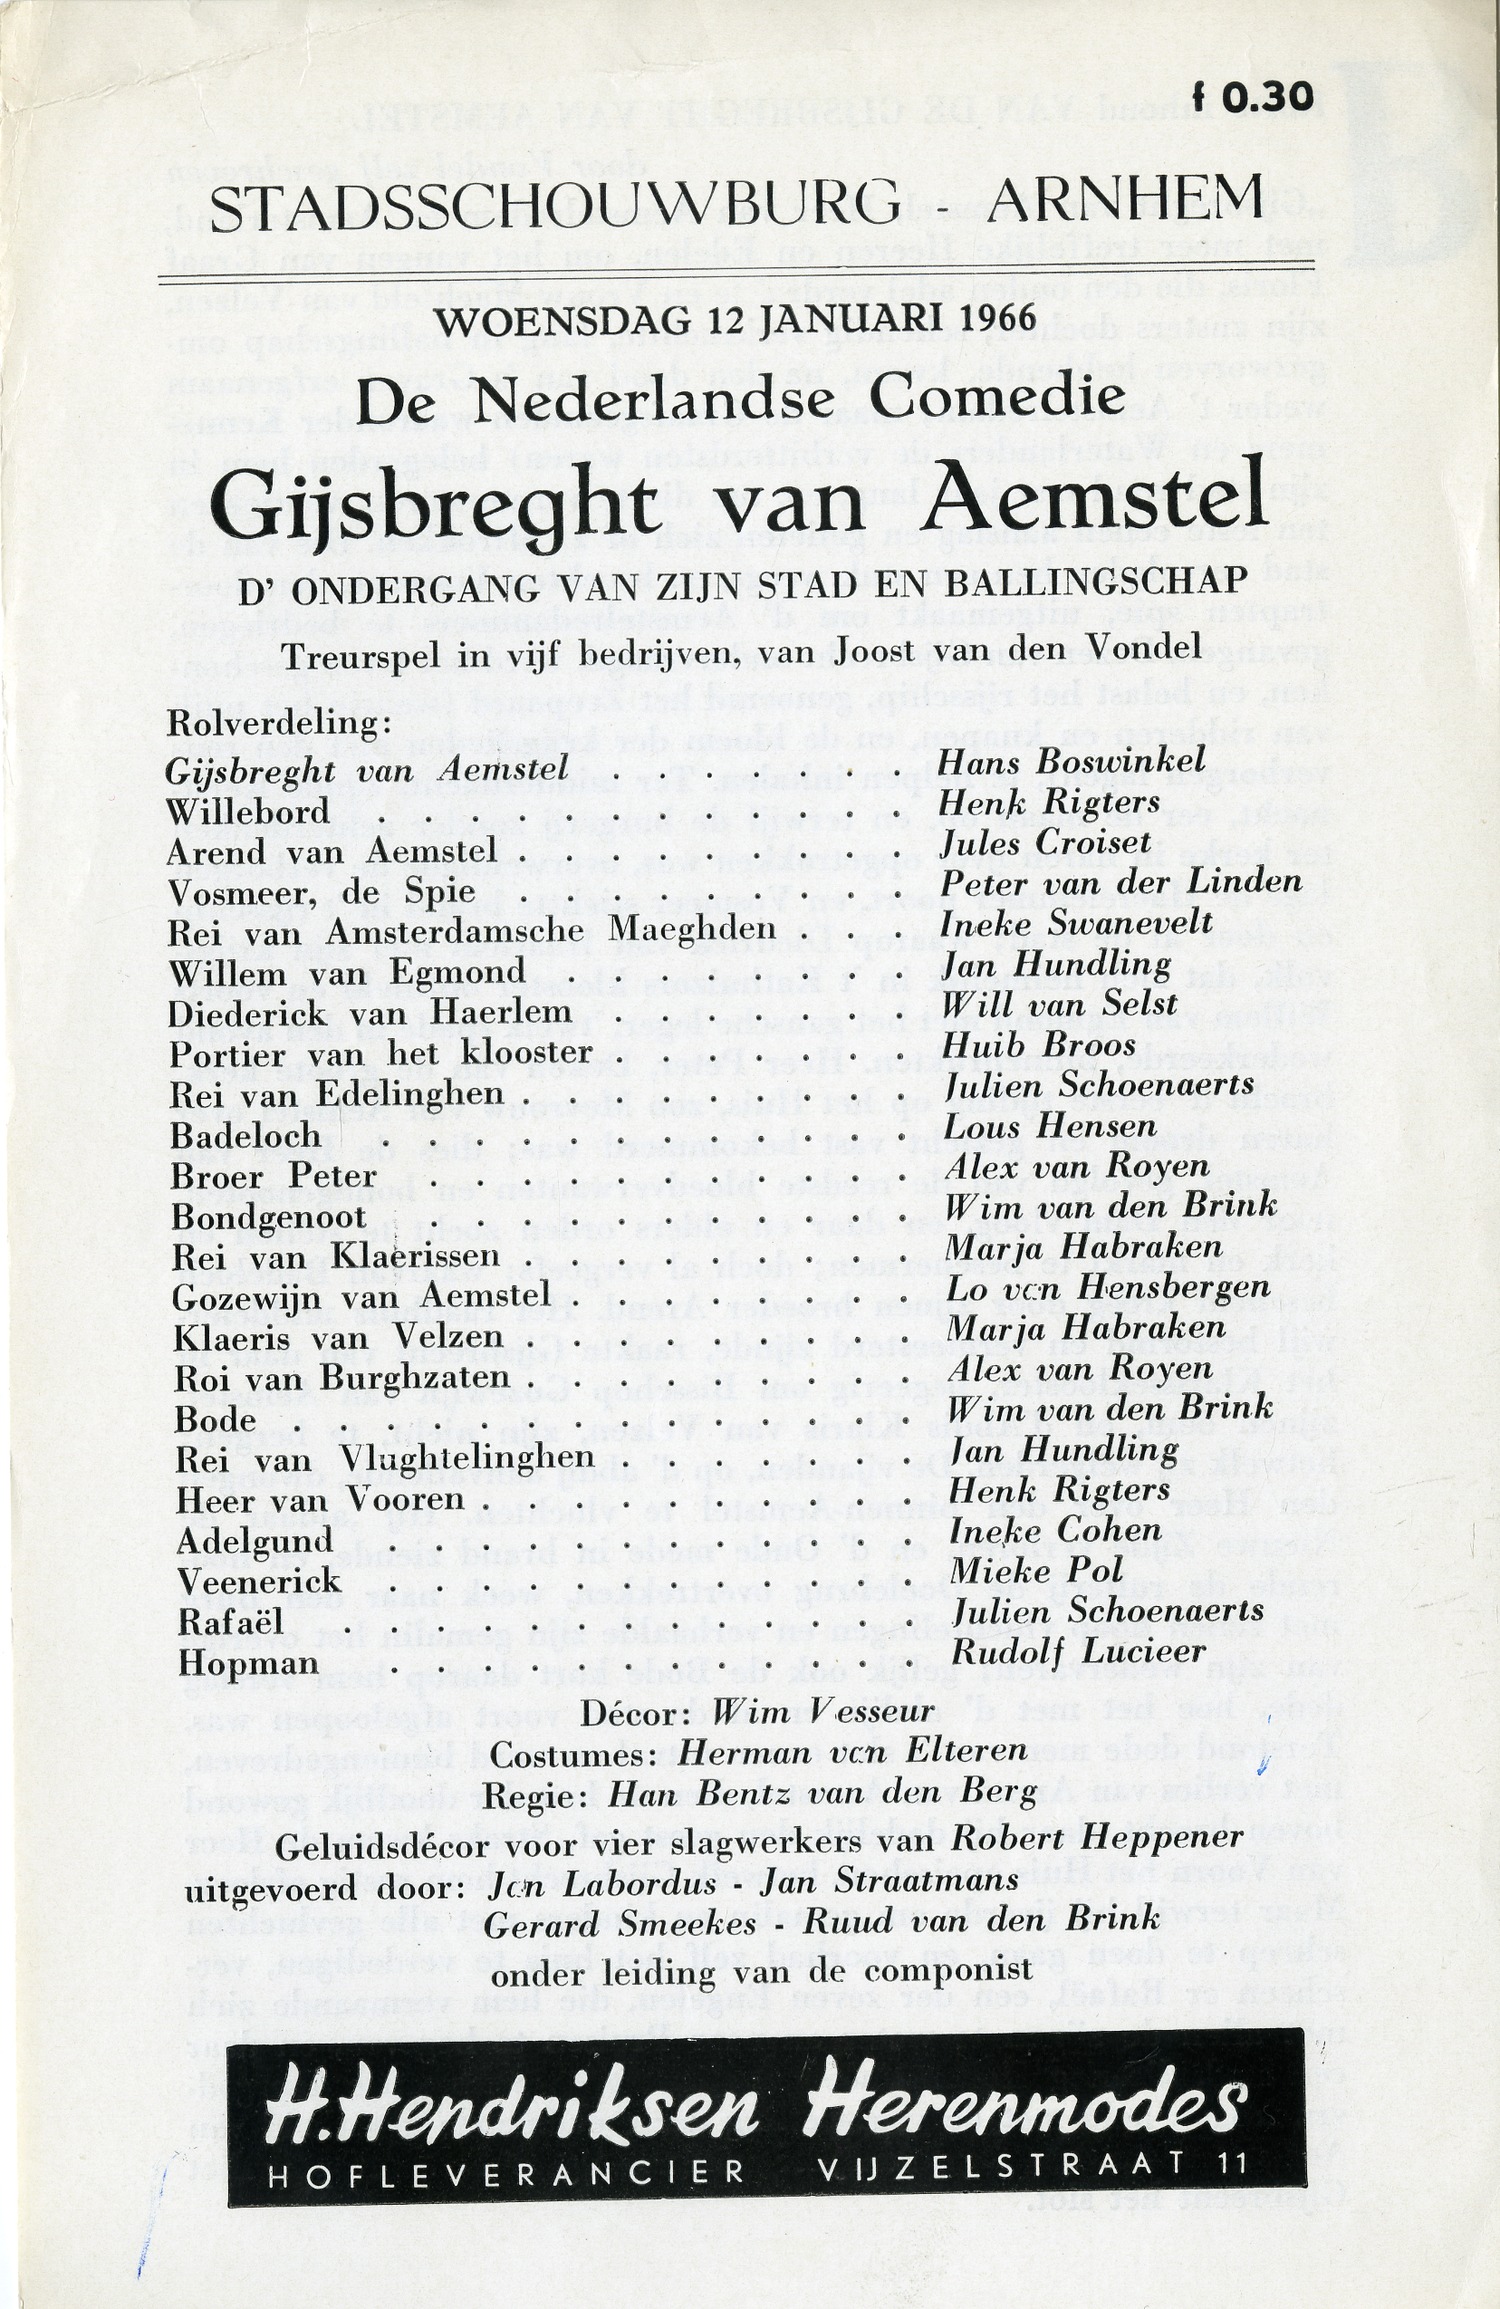 f 0.30
STADSSCHOUWBURG - ARNHEM
WOENSDAG 12 JANUARI 1966
De Nederlandse Comedie
Gijsbreght van Aemstel
D' ONDERGANG VAN ZIJN STAD EN BALLINGSCHAP
Treurspel in vijf bedrijven, van Joost van den Vondel
Rolverdeling:
Gijsbreght van Aemstel . . . . . . . Hans Boswinkel
Willebord . . . . . . . . . . . . Henk Rigters
Arend van Aemstel . . . . . . . . . Jules Croiset
Vosmeer, de Spie . . . . . . . . . Peter van der Linden
Rei van Amsterdamsche Maeghden . . . Ineke Swanevelt
Willem van Egmond . . . . . . . . Jan Hundling
Diederick van Haerlem . . . . . . . Will van Selst
Portier van het klooster . . . . . . . Huib Broos
Rei van Edelinghen . . . . . . . . . Julien Schoenaerts
Badeloch . . . . . . . . . . . . Lous Hensen
Broer Peter . . . . . . . . . . . Alex van Royen
Bondgenoot . . . . . . . . . . . Wim van den Brink
Rei van Klaerissen . . . . . . . . . Marja Habraken
Gozewijn van Aemstel . . . . . . . . Lo van Hensbergen
Klaeris van Velzen . . . . . . . . . Marja Habraken
Roi van Burghzaten . . . . . . . . . Alex van Royen
Bode . . . . . . . . . . . . . . Wim van den Brink
Rei van Vlughtelinghen . . . . . . . Jan Hundling
Heer van Vooren . . . . . . . . . . Henk Rigters
Adelgund . . . . . . . . . . . . Ineke Cohen
Veenerick . . . . . . . . . . . . Mieke Pol
Rafaël . . . . . . . . . . . . . Julien Schoenaerts
Hopman . . . . . . . . . . . . Rudolf Lucieer
Décor: Wim Vesseur
Costumes: Herman van Elteren
Regie: Han Bentz van den Berg
Geluidsdécor voor vier slagwerkers van Robert Heppener
uitgevoerd door: Jan Labordus - Jan Straatmans
Gerard Smeekes - Ruud van den Brink
onder leiding van de componist
H. Hendriksen Herenmodes
HOFLEVERANCIER VIJZELSTRAAT 11